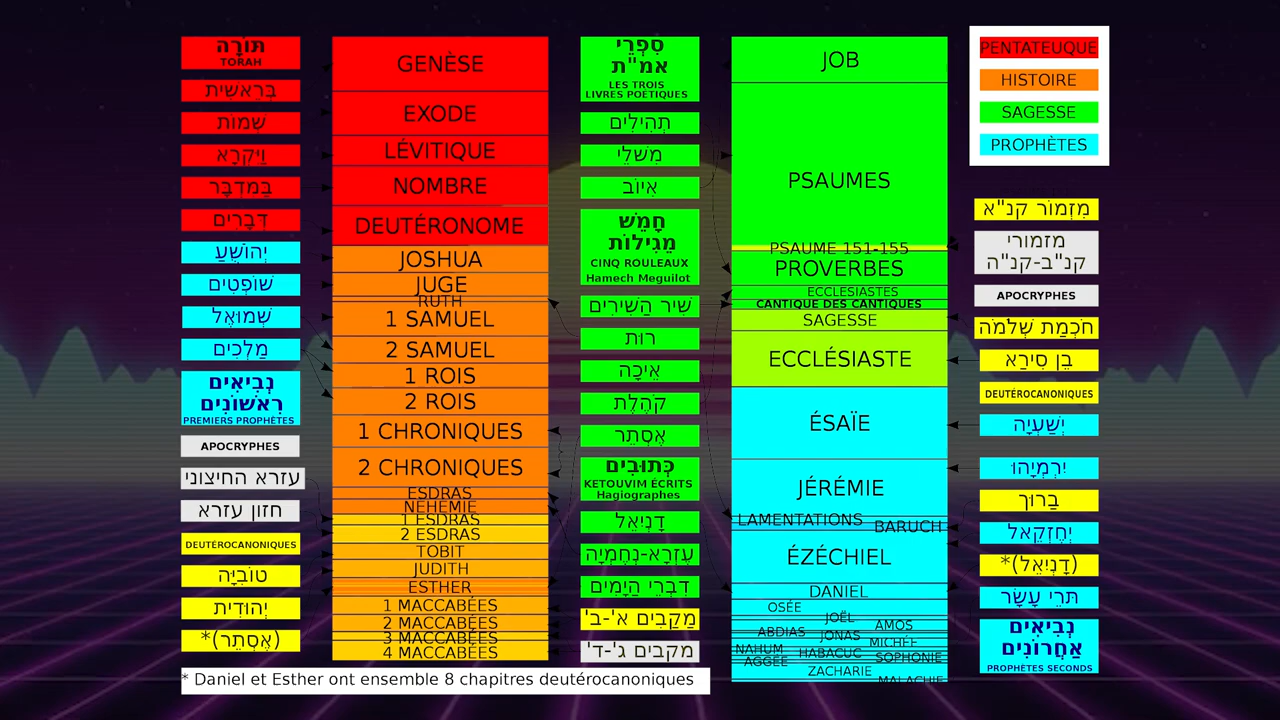 תּוֹרָה
TORAH
בְּרֵאשִׁית
שְׁמוֹת
וַיִּקְרָא
בַּמִדְבָּר
דְּבָרִים
יְהוֹשֻׁעַ
שׁוֹפְטִים
שְׁמוּאֵל
מְלָכִים
נְבִיאִים
רִאשׁוֹנִים
PREMIERS PROPHÈTES
APOCRYPHES
עזרא החיצוני
חזון עזרא
DEUTÉROCANONIQUES
טוֹבִיָּה
יְהוּדִית
(אֶסְתֵר)*
GENÈSE
EXODE
LÉVITIQUE
NOMBRE
DEUTÉRONOME
JOSHUA
JUGE
RUTH
1 SAMUEL
2 SAMUEL
1 ROIS
2 ROIS
1 CHRONIQUES
2 CHRONIQUES
ESDRAS
NÉHÉMIE
1 ESDRAS
2 ESDRAS
TOBIT
JUDITH
ESTHER
1 MACCABÉES
2 MACCABÉES
3 MACCABÉES
4 MACCABÉES
* Daniel et Esther ont ensemble 8 chapitres deutérocanoniques
סִפְרֵי
אמ"ת
LES TROIS
LIVRES POÉTIQUES
תְהִילִים
מִשְׁלֵי
אִיּוֹב
חָמֵשׁ
מְגִילוֹת
CINQ ROULEAUX
Hamech Meguilot
שִׁיר הַשִּׁירִים
רוּת
אֵיכָה
קֹהֶלֶת
אֶסְתֵר
כְּתוּבִים
KETOUVIM ÉCRITS
Hagiographes
דָנִיֵאל
עֶזְרָא-נְחֶמְיָה
דִבְרֵי הַיָּמִים
מַקַבִּים א'-ב'
מקבים ג'-ד'
JOB
PSAUMES
PSAUME 151-155
PROVERBES
ECCLESIASTES
CANTIQUE DES CANTIQUES
SAGESSE
ECCLÉSIASTE
ÉSAÏE
JÉRÉMIE
LAMENTATIONS
BARUCH
ÉZÉCHIEL
DANIEL
OSÉE
JOËL
AMOS
ABDIAS
JONAS
MICHÉE
NAHUM
HABACUC
SOPHONIE
AGGÉE
ZACHARIE
MALACHIE
PENTATEUQUE
HISTOIRE
SAGESSE
PROPHÈTES
מִזְמוֹר קנ"א
מזמורי
קנ"ב-קנ"ה
APOCRYPHES
חׇכְמַת שְׁלֹמֹה
בֶן סִירַא
DEUTÉROCANONIQUES
יְשַׁעְיָה
יִרְמְיָהוּ
בָּרוּךְ
יְחֶזְקֵאל
(דָנִיֵאל)*
תּרֵי עָשָׂר
נְבִיאִים
אַחֲרוֹנִים
PROPHÈTES SECONDS